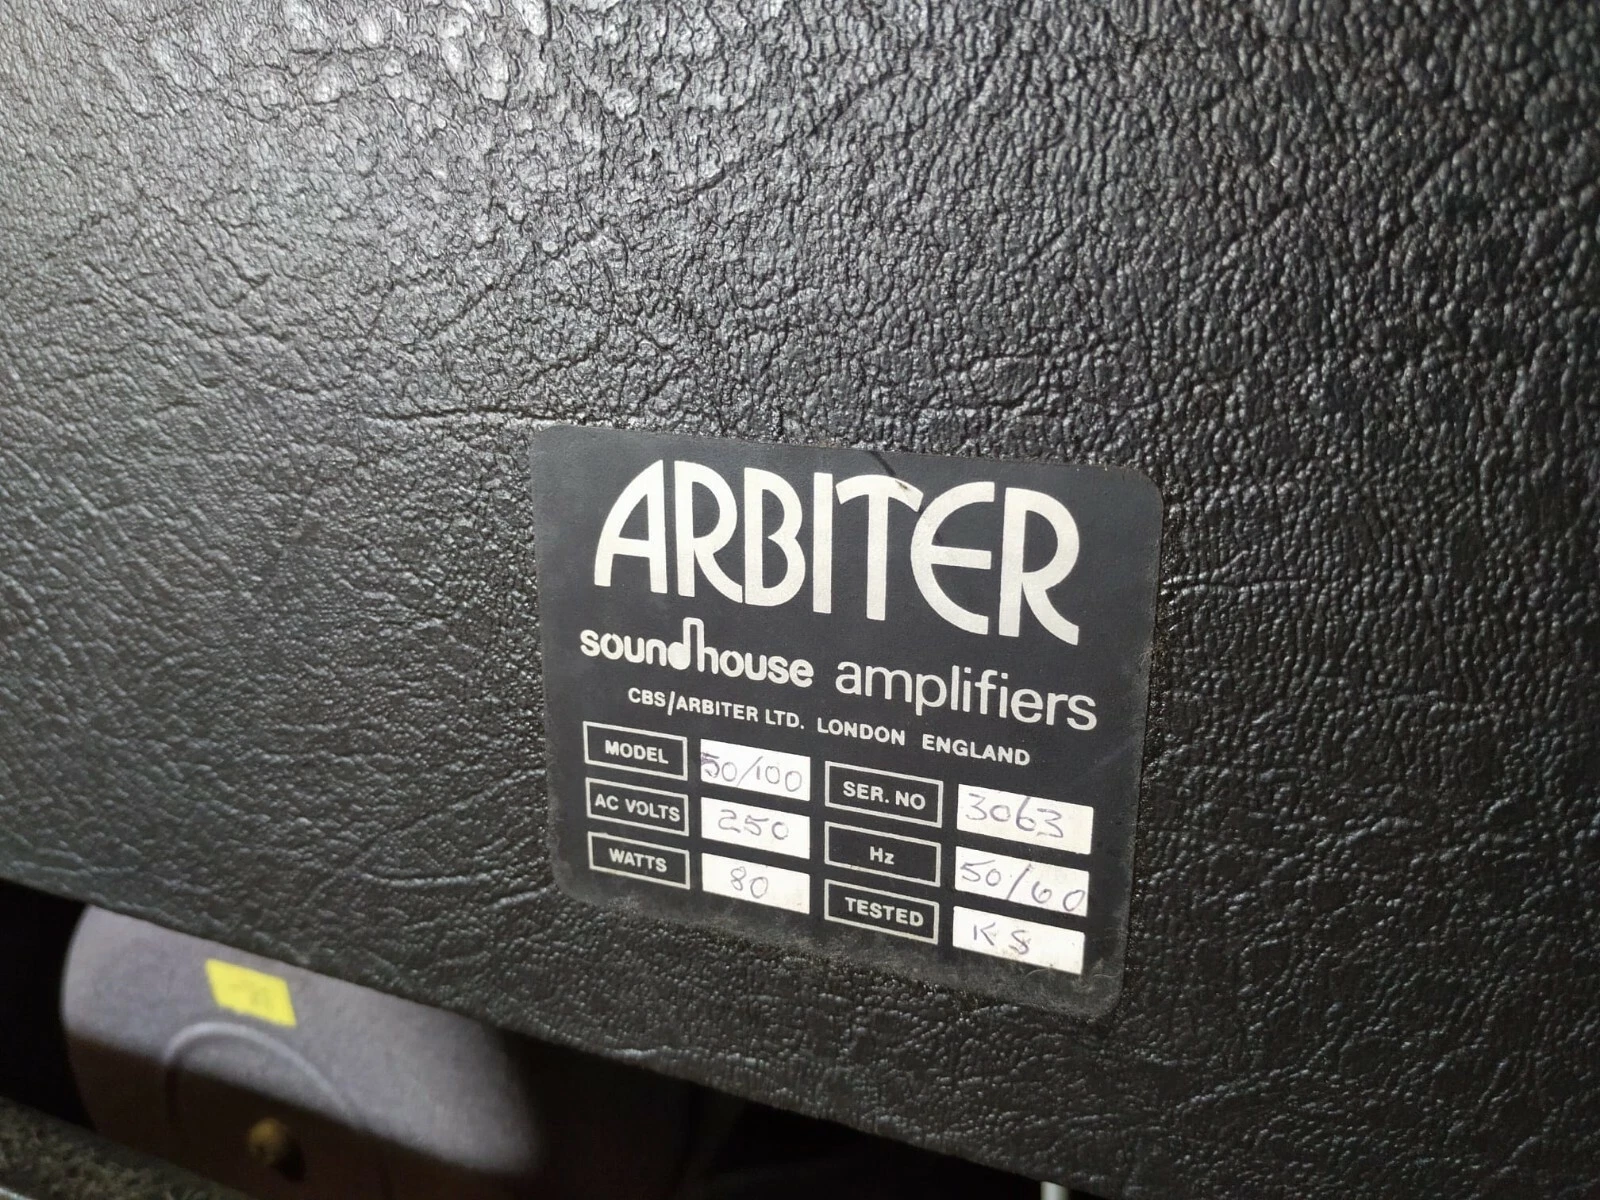 ARBITER
soundhouse amplifiers
CBS/ARBITER LTD. LONDON ENGLAND
MODEL 50/100 SER. NO 3063
AC VOLTS 250 Hz 50/60
WATTS 80 TESTED KS